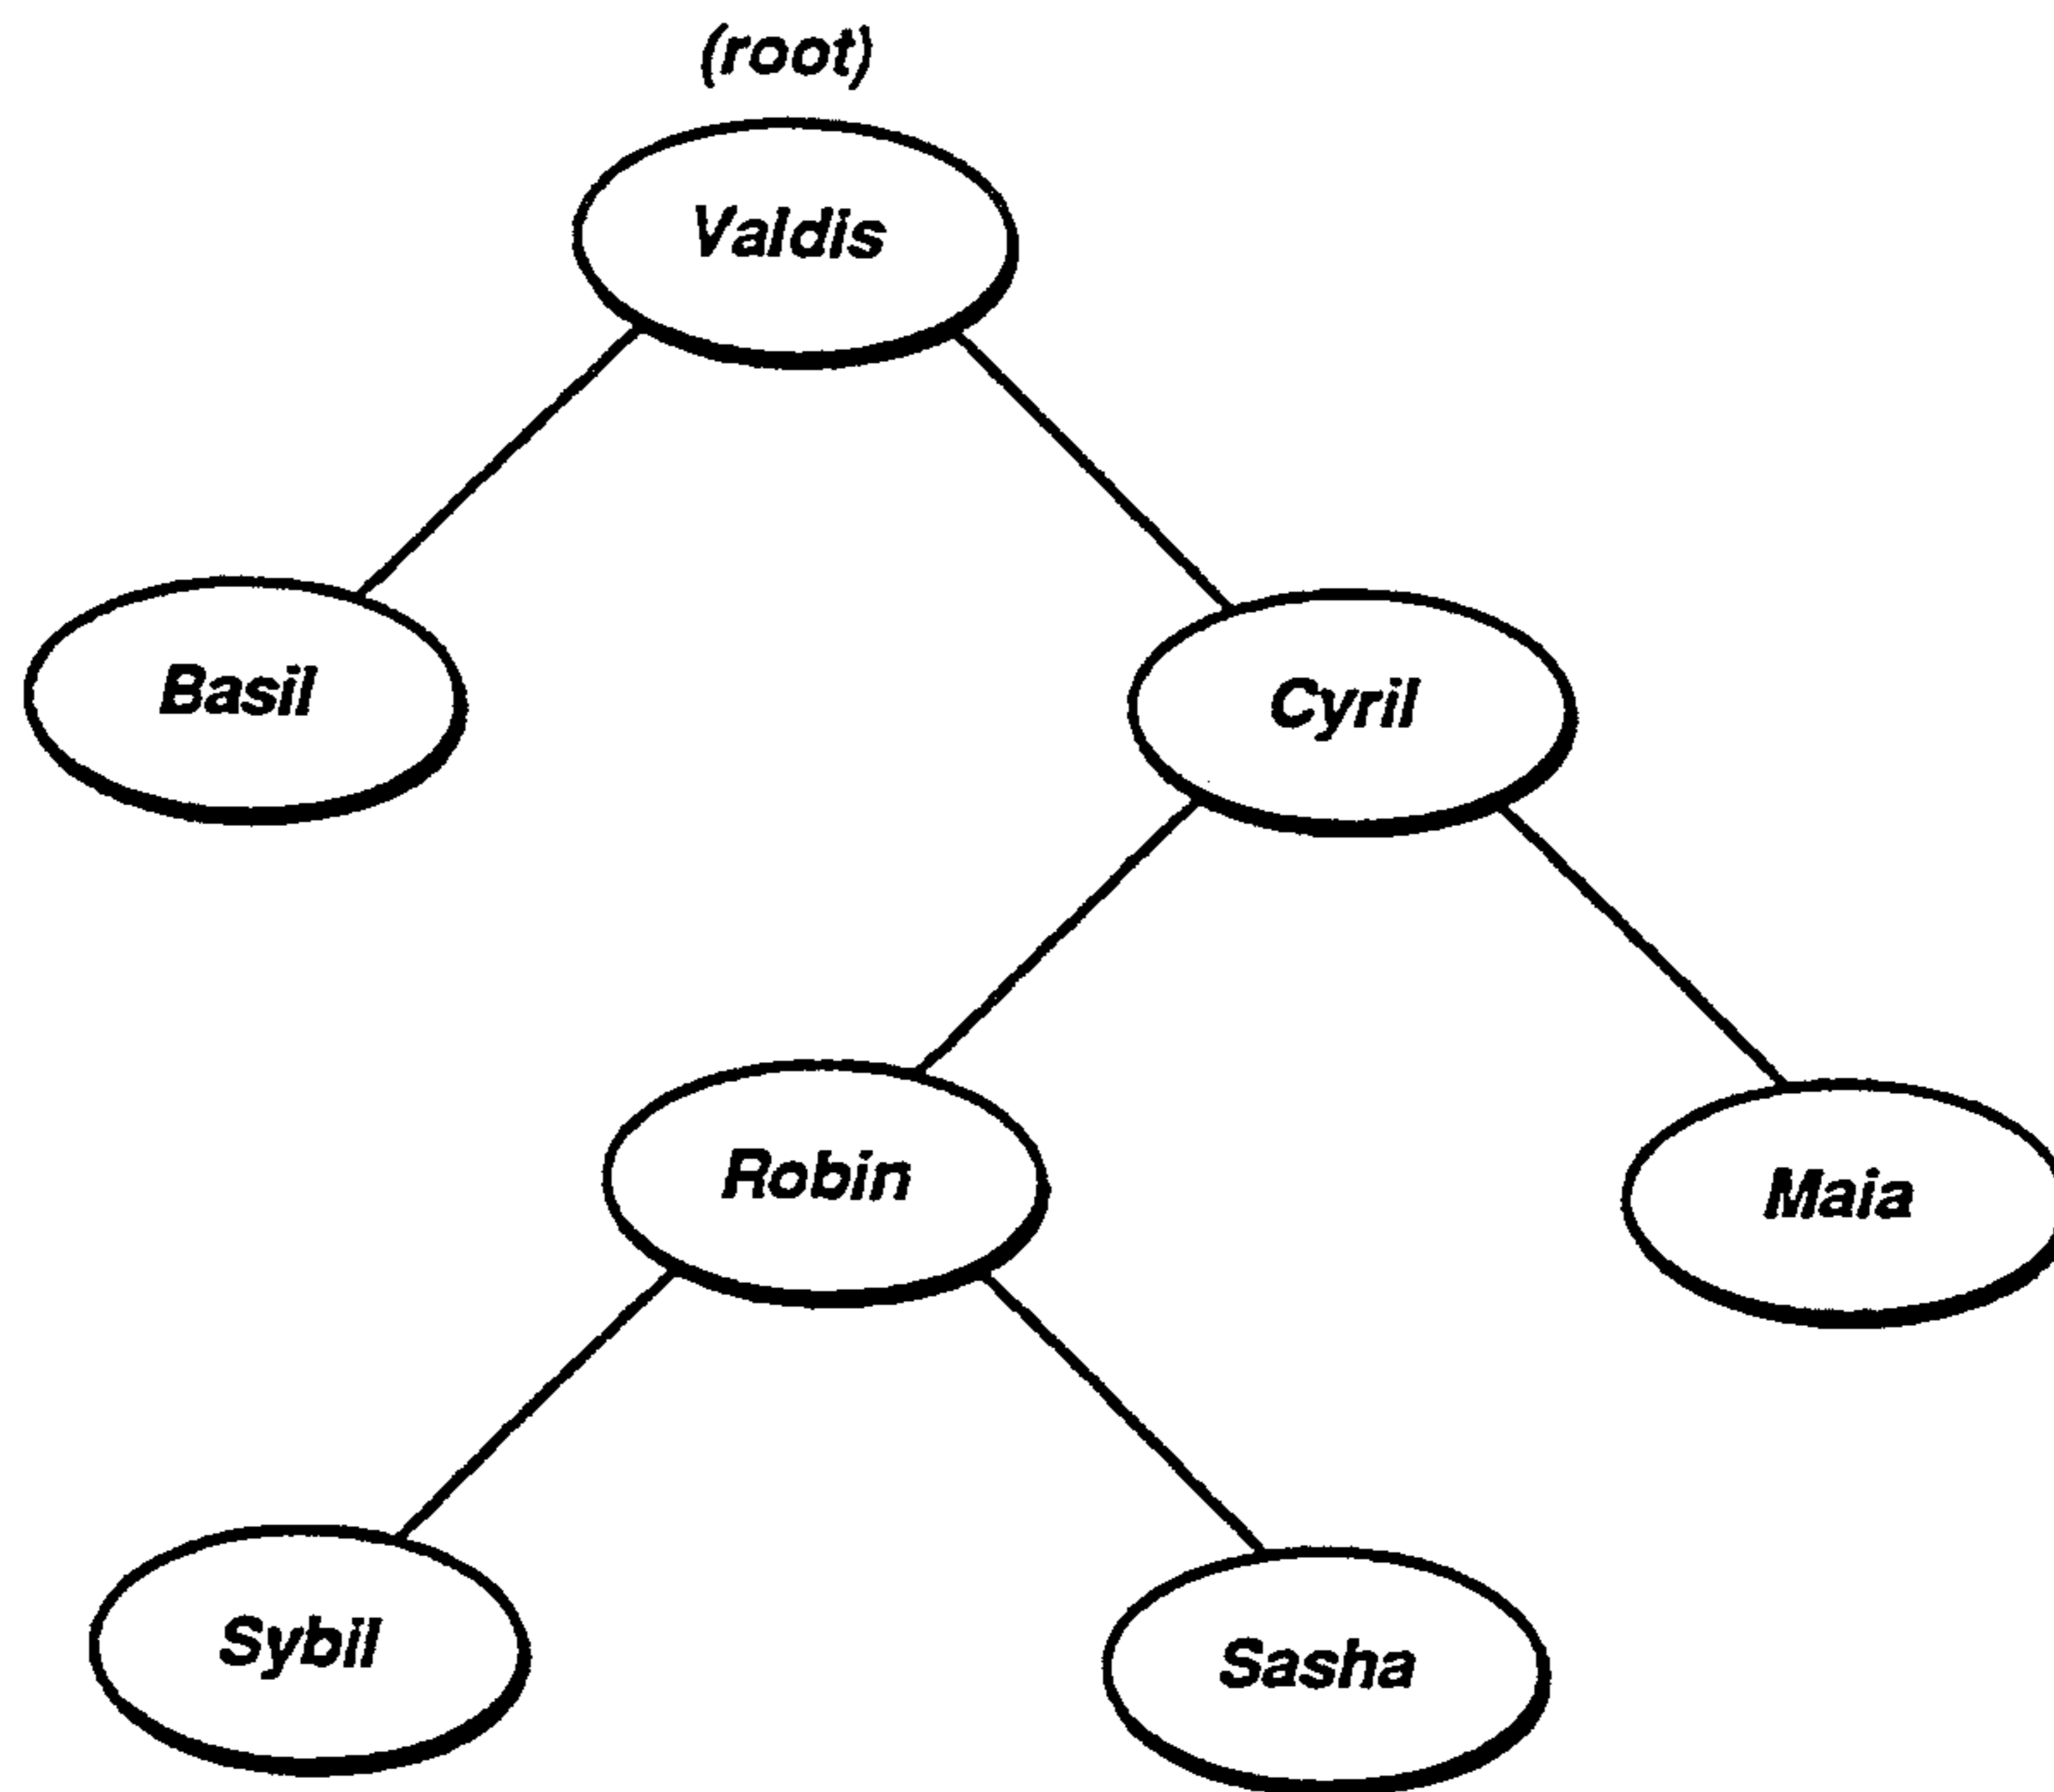 (root)
Valdis
Basil
Cyril
Robin
Maia
Sybil
Sasha